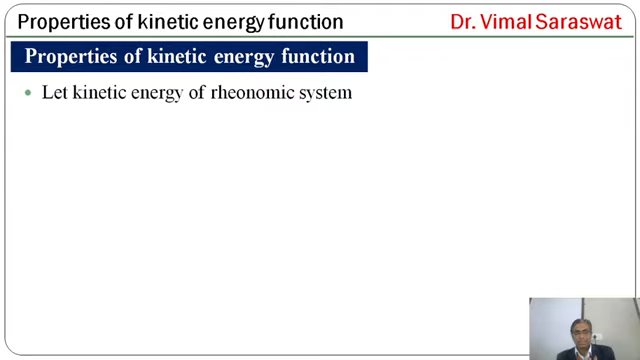 Properties of kinetic energy function
Dr. Vimal Saraswat
Properties of kinetic energy function
Let kinetic energy of rheonomic system